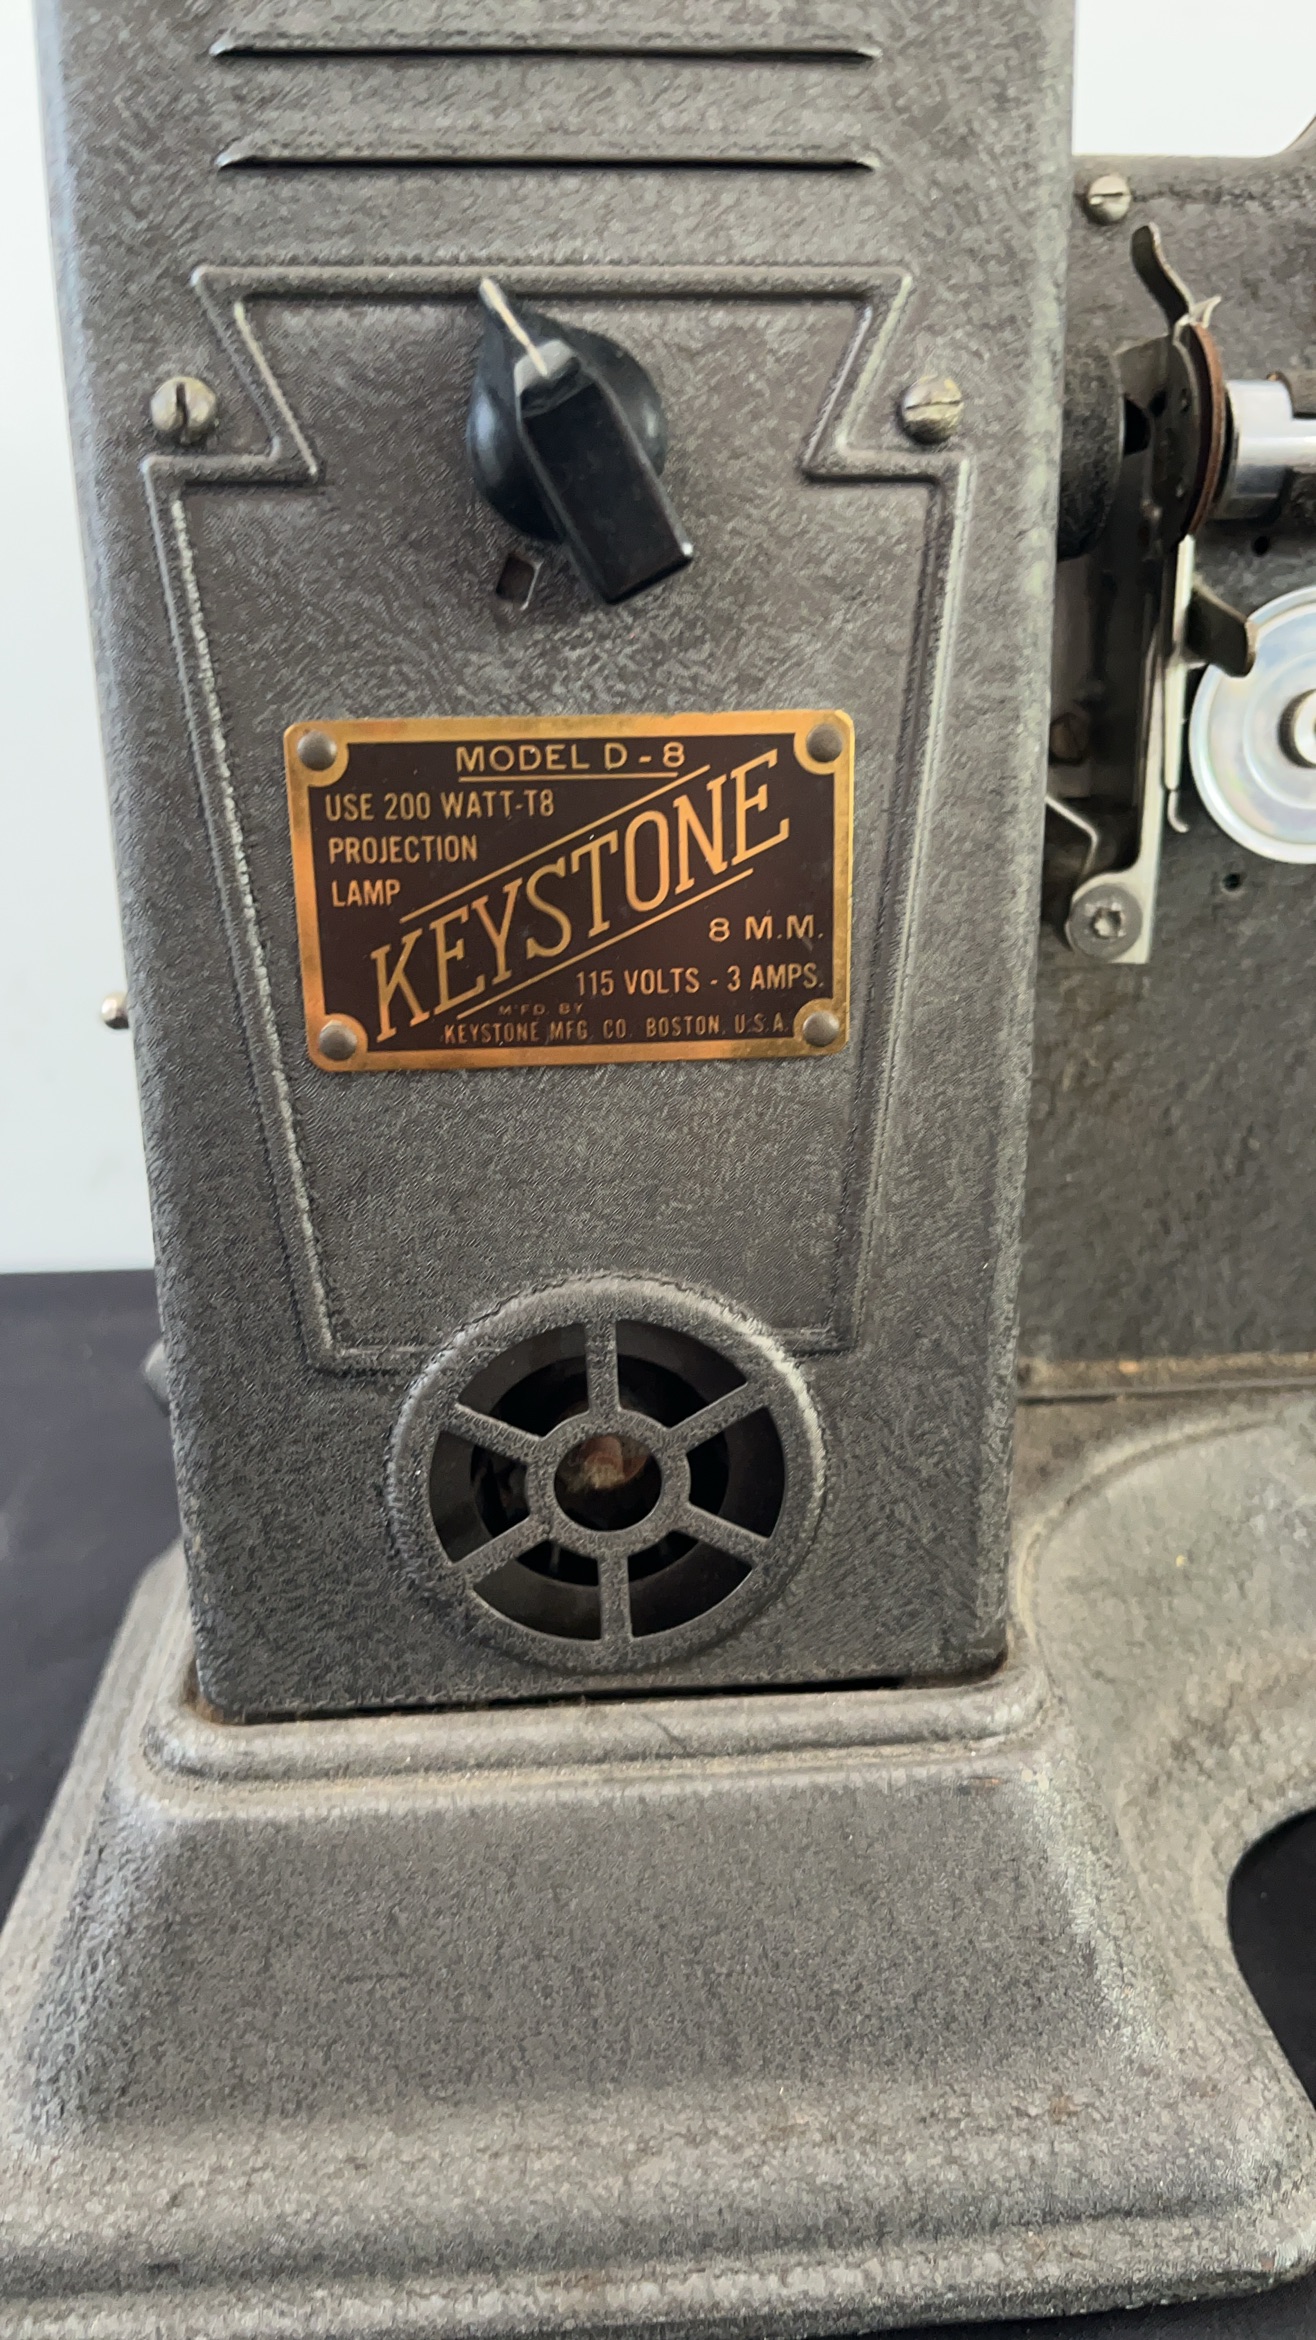 MODEL D-8
USE 200 WATT-T8
PROJECTION
LAMP
KEYSTONE
8 M.M.
115 VOLTS - 3 AMPS.
M'F'D. BY
KEYSTONE MFG. CO. BOSTON, U.S.A.